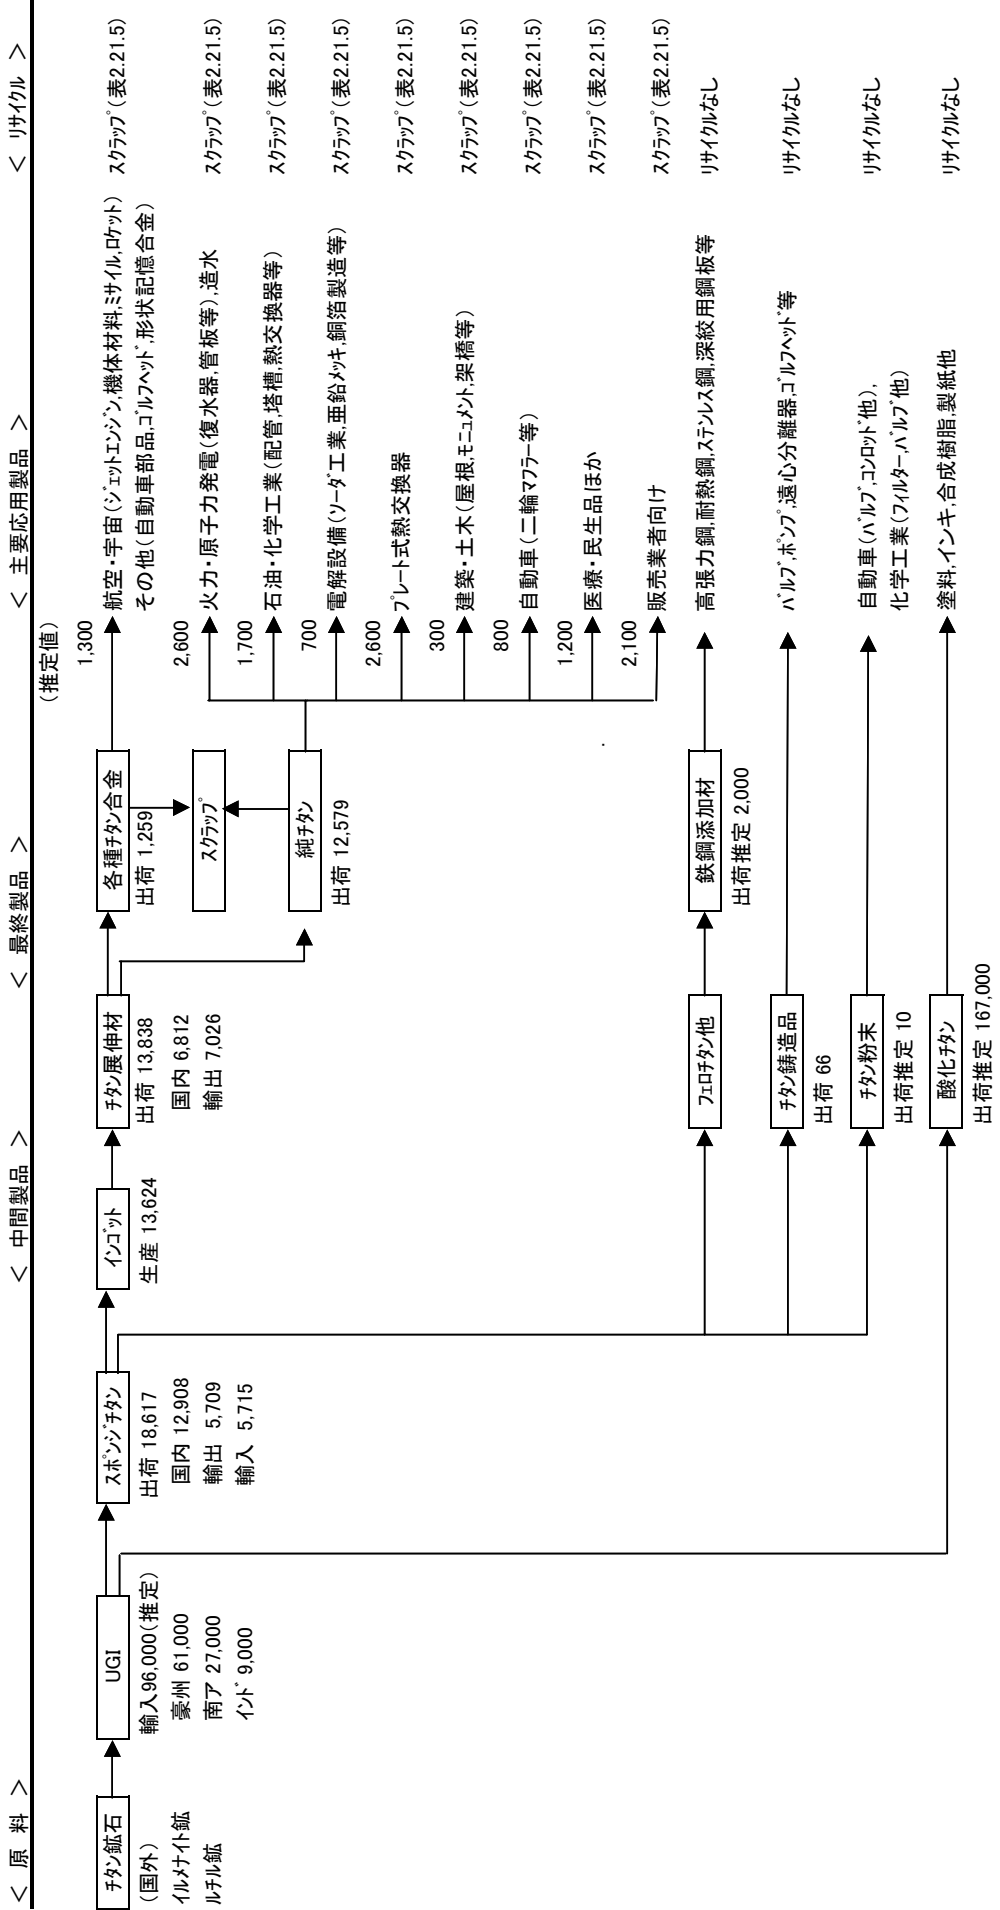 ＜ 原 料 ＞
＜ 中間製品 ＞
＜ 最終製品 ＞
＜ 主要応用製品 ＞
＜ リサイクル ＞
チタン鉱石
(国外)
イルメナイト鉱
ルチル鉱
UGI
輸入96,000(推定)
豪州 61,000
南ア 27,000
インド 9,000
スポンジチタン
出荷 18,617
国内 12,908
輸出 5,709
輸入 5,715
インゴット
生産 13,624
チタン展伸材
出荷 13,838
国内 6,812
輸出 7,026
各種チタン合金
出荷 1,259
スクラップ
純チタン
出荷 12,579
フェロチタン他
鉄鋼添加材
出荷推定 2,000
チタン鋳造品
出荷 66
チタン粉末
出荷推定 10
酸化チタン
出荷推定 167,000
(推定値)
1,300
航空・宇宙(ジェットエンジン,機体材料,ミサイル,ロケット)
その他(自動車部品,ゴルフヘッド,形状記憶合金)
スクラップ(表2.21.5)
2,600
火力・原子力発電(復水器,管板等),造水
スクラップ(表2.21.5)
1,700
石油・化学工業(配管,塔槽,熱交換器等)
スクラップ(表2.21.5)
700
電解設備(ソーダ工業,亜鉛メッキ,銅箔製造等)
スクラップ(表2.21.5)
2,600
プレート式熱交換器
スクラップ(表2.21.5)
300
建築・土木(屋根,モニュメント,架橋等)
スクラップ(表2.21.5)
800
自動車(二輪マフラー等)
スクラップ(表2.21.5)
1,200
医療・民生品ほか
スクラップ(表2.21.5)
2,100
販売業者向け
スクラップ(表2.21.5)
高張力鋼,耐熱鋼,ステンレス鋼,深絞用鋼板等
リサイクルなし
バルブ,ポンプ,遠心分離器,ゴルフヘッド等
リサイクルなし
自動車(バルブ,コンロッド他),
化学工業(フィルター,バルブ他)
リサイクルなし
塗料,インキ,合成樹脂,製紙他
リサイクルなし